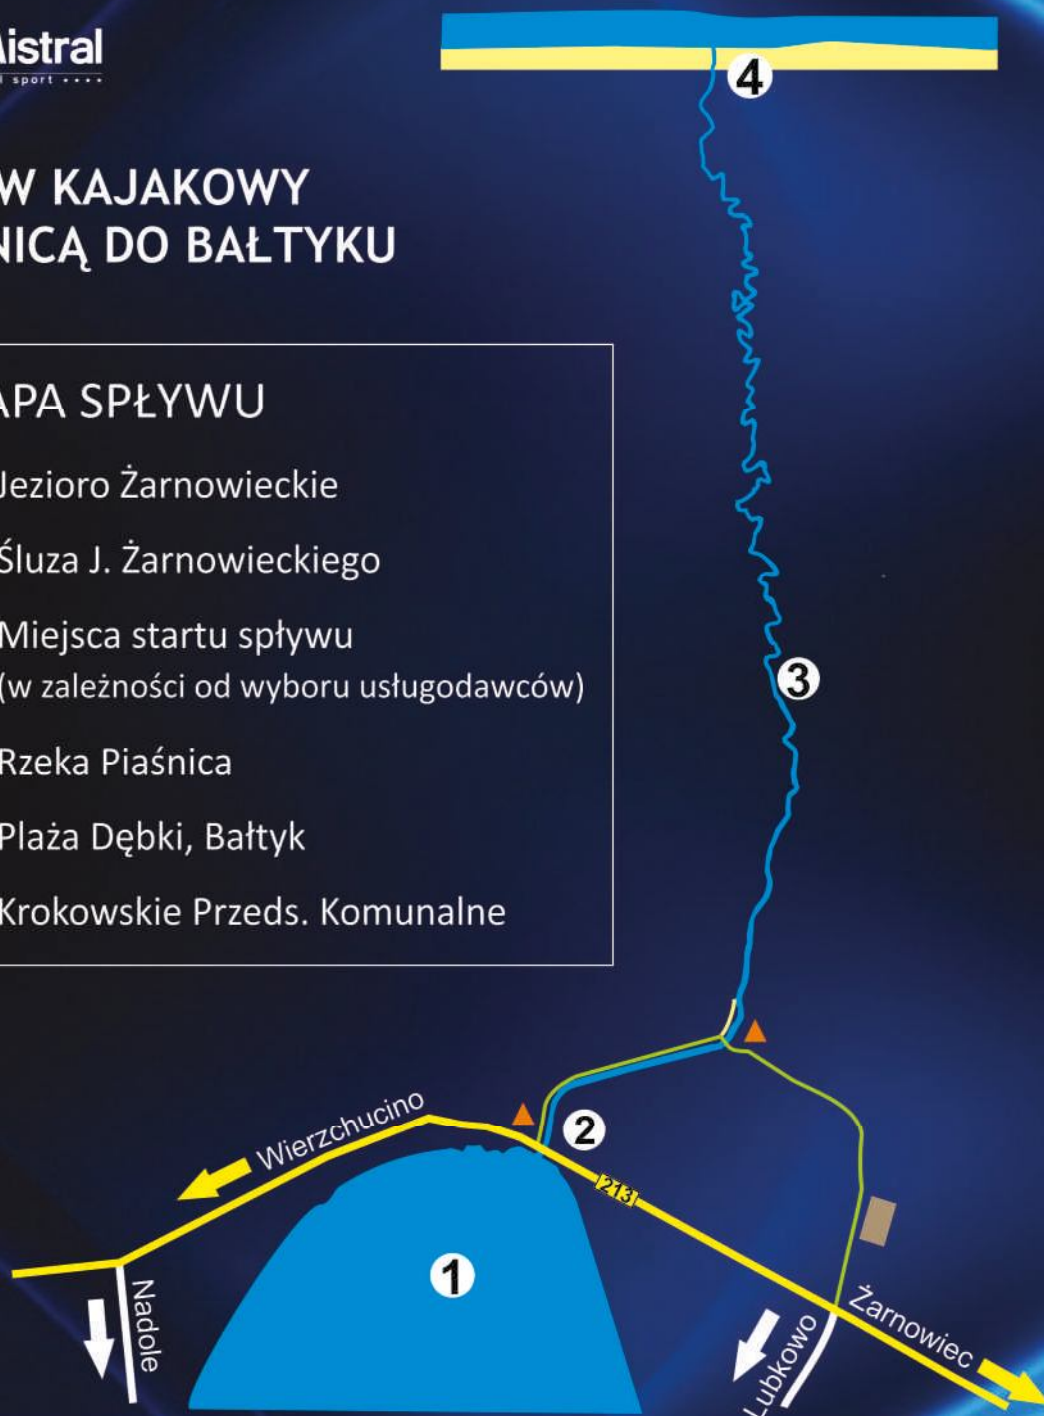 istral
l sport ····
W KAJAKOWY
NICĄ DO BAŁTYKU
APA SPŁYWU
Jezioro Żarnowieckie
Śluza J. Żarnowieckiego
Miejsca startu spływu
(w zależności od wyboru usługodawców)
Rzeka Piaśnica
Plaża Dębki, Bałtyk
Krokowskie Przeds. Komunalne
4
3
2
Wierzchucino
213
1
Nadole
Lubkowo
Żarnowiec